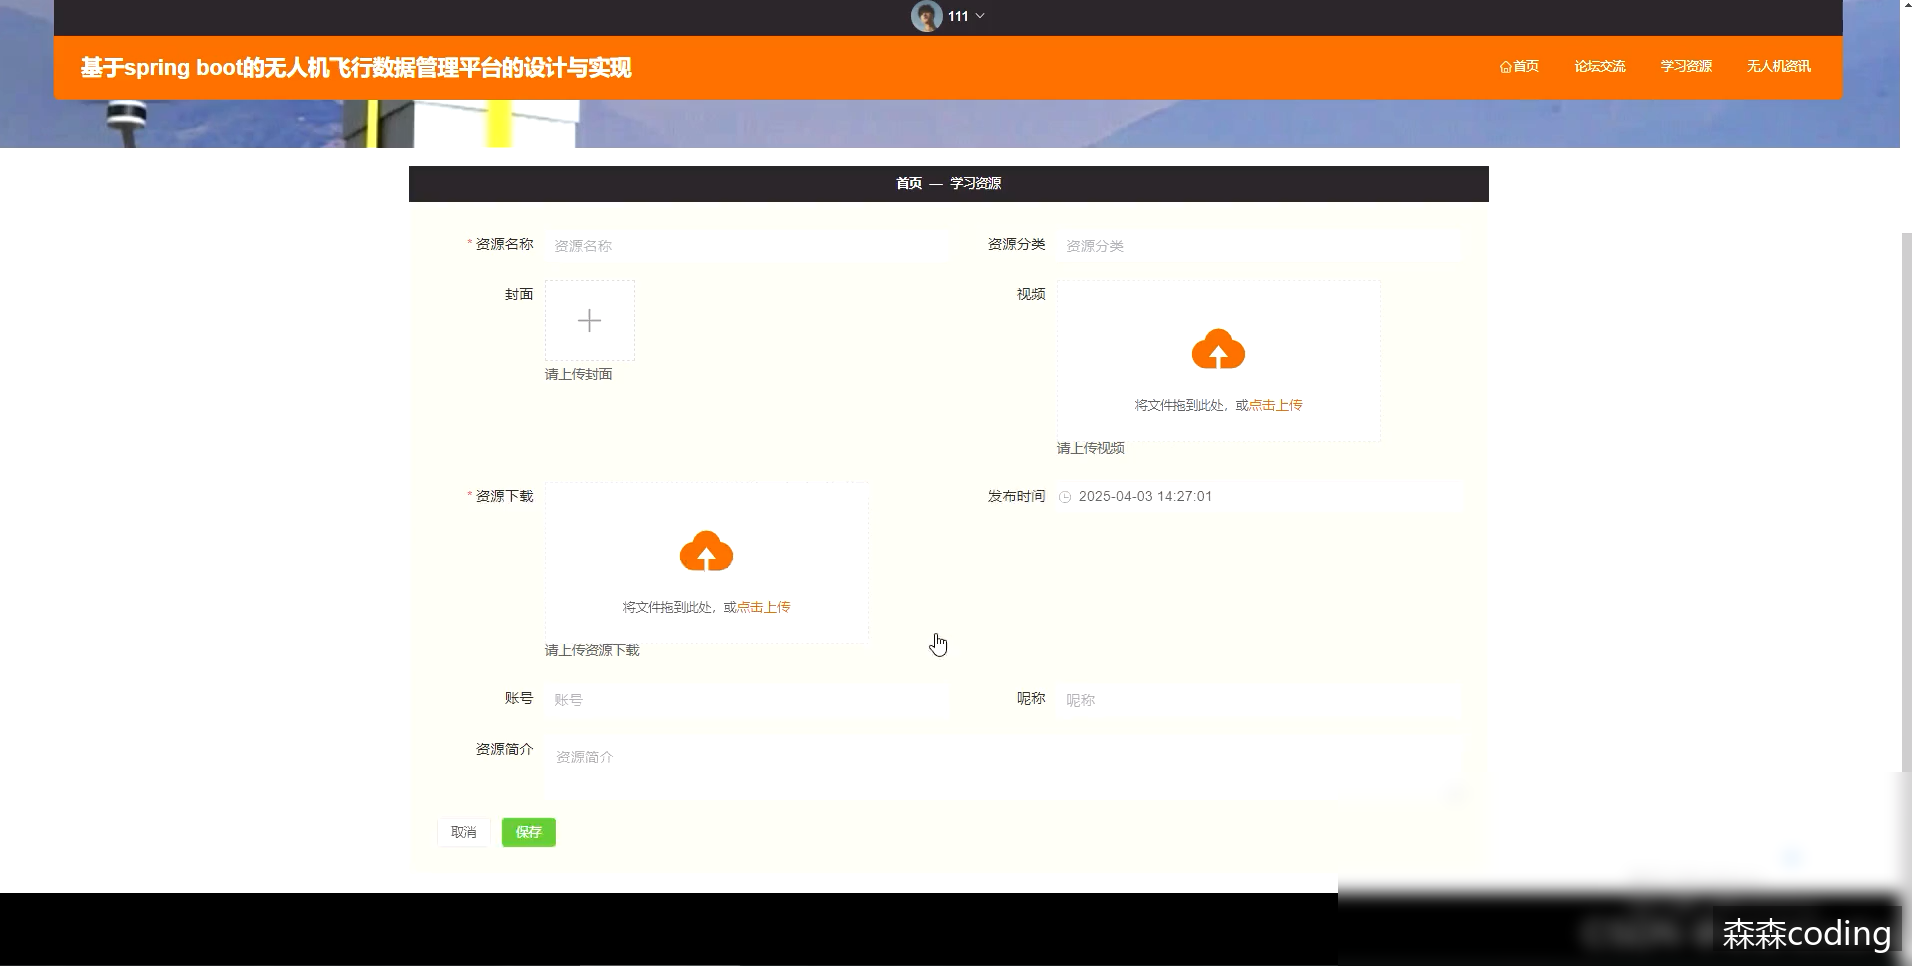 111
基于spring boot的无人机飞行数据管理平台的设计与实现
首页 论坛交流 学习资源 无人机资讯
首页 — 学习资源
* 资源名称 资源名称 资源分类 资源分类
封面 视频
请上传封面
将文件拖到此处，或点击上传
请上传视频
* 资源下载 发布时间 2025-04-03 14:27:01
将文件拖到此处，或点击上传
请上传资源下载
账号 账号 昵称 昵称
资源简介 资源简介
取消 保存
森森coding